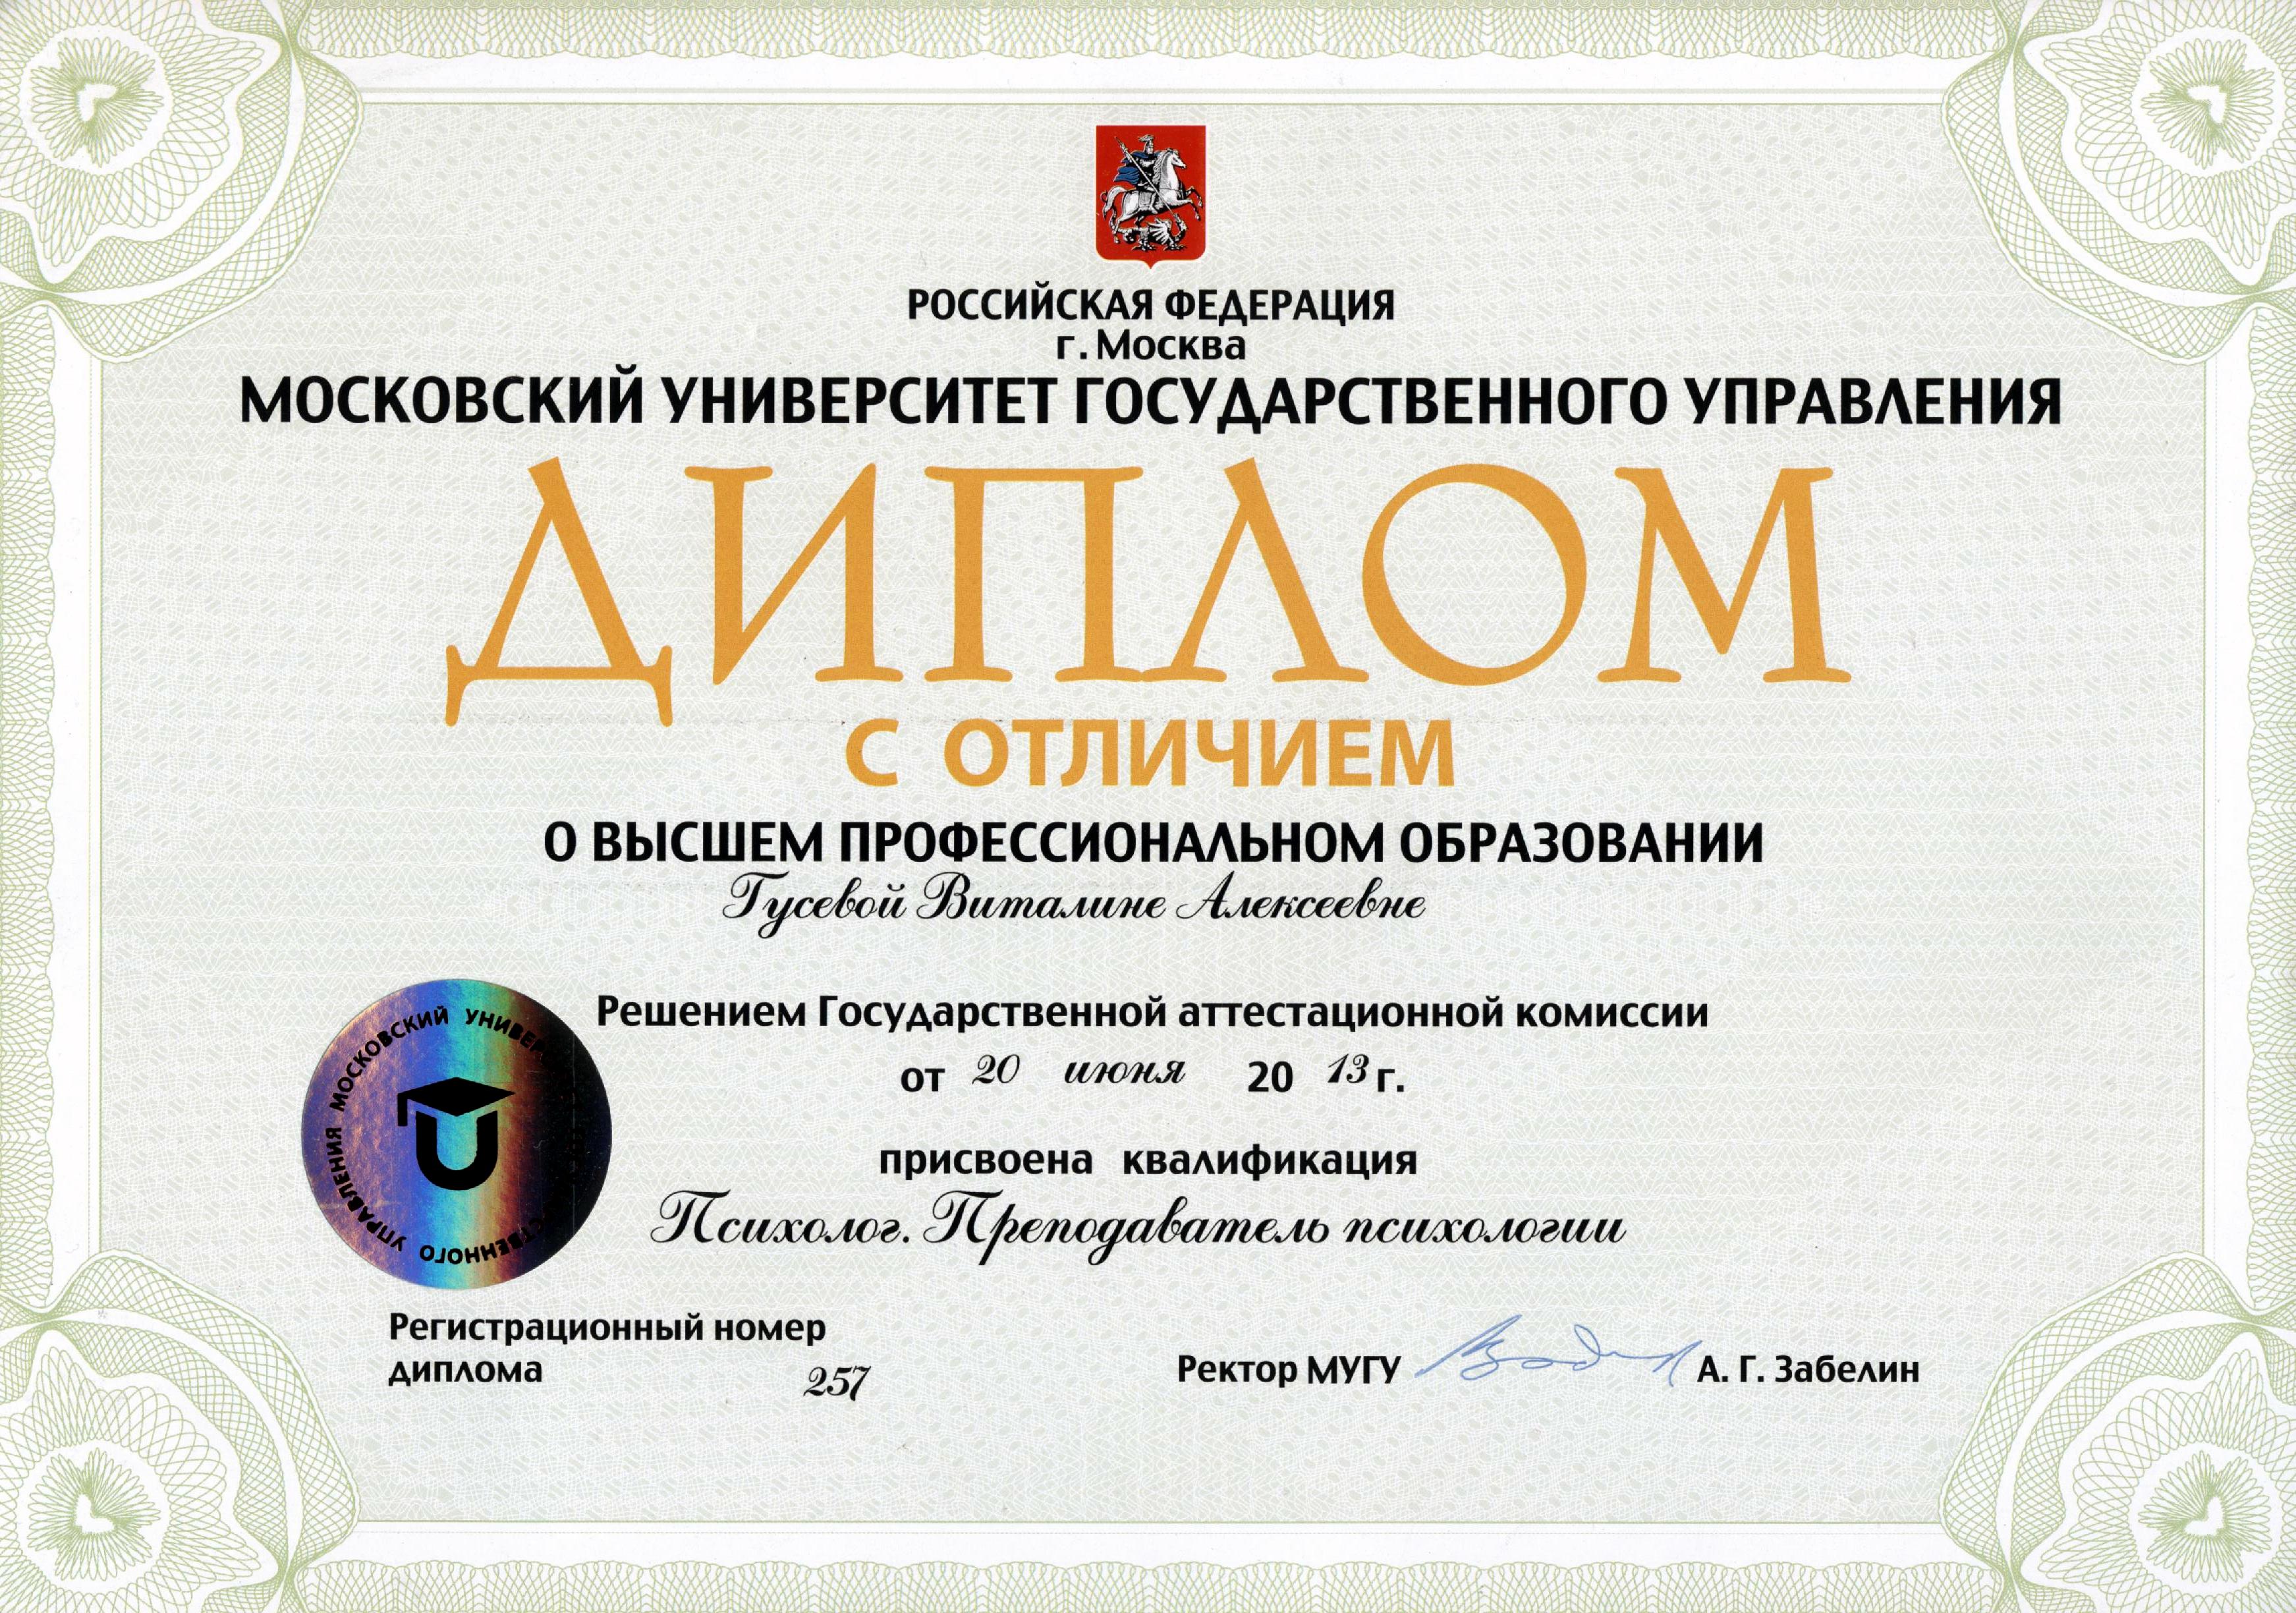 РОССИЙСКАЯ ФЕДЕРАЦИЯ
г. Москва
МОСКОВСКИЙ УНИВЕРСИТЕТ ГОСУДАРСТВЕННОГО УПРАВЛЕНИЯ
ДИПЛОМ
С ОТЛИЧИЕМ
О ВЫСШЕМ ПРОФЕССИОНАЛЬНОМ ОБРАЗОВАНИИ
Гусевой Виталине Алексеевне
Решением Государственной аттестационной комиссии
от 20 июня 20 13 г.
присвоена квалификация
Психолог. Преподаватель психологии
МОСКОВСКИЙ УНИВЕР
СТВЕННОГО УПРАВЛЕНИЯ
Регистрационный номер
диплома 257
Ректор МУГУ А. Г. Забелин